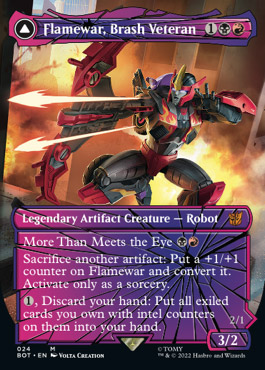 Flamewar, Brash Veteran 1
Legendary Artifact Creature — Robot
More Than Meets the Eye
Sacrifice another artifact: Put a +1/+1
counter on Flamewar and convert it.
Activate only as a sorcery.
1, Discard your hand: Put all exiled
cards you own with intel counters
on them into your hand.
2/1
3/2
024 M
BOT • EN Volta Creation
© TOMY
™ & © 2022 Hasbro and Wizards